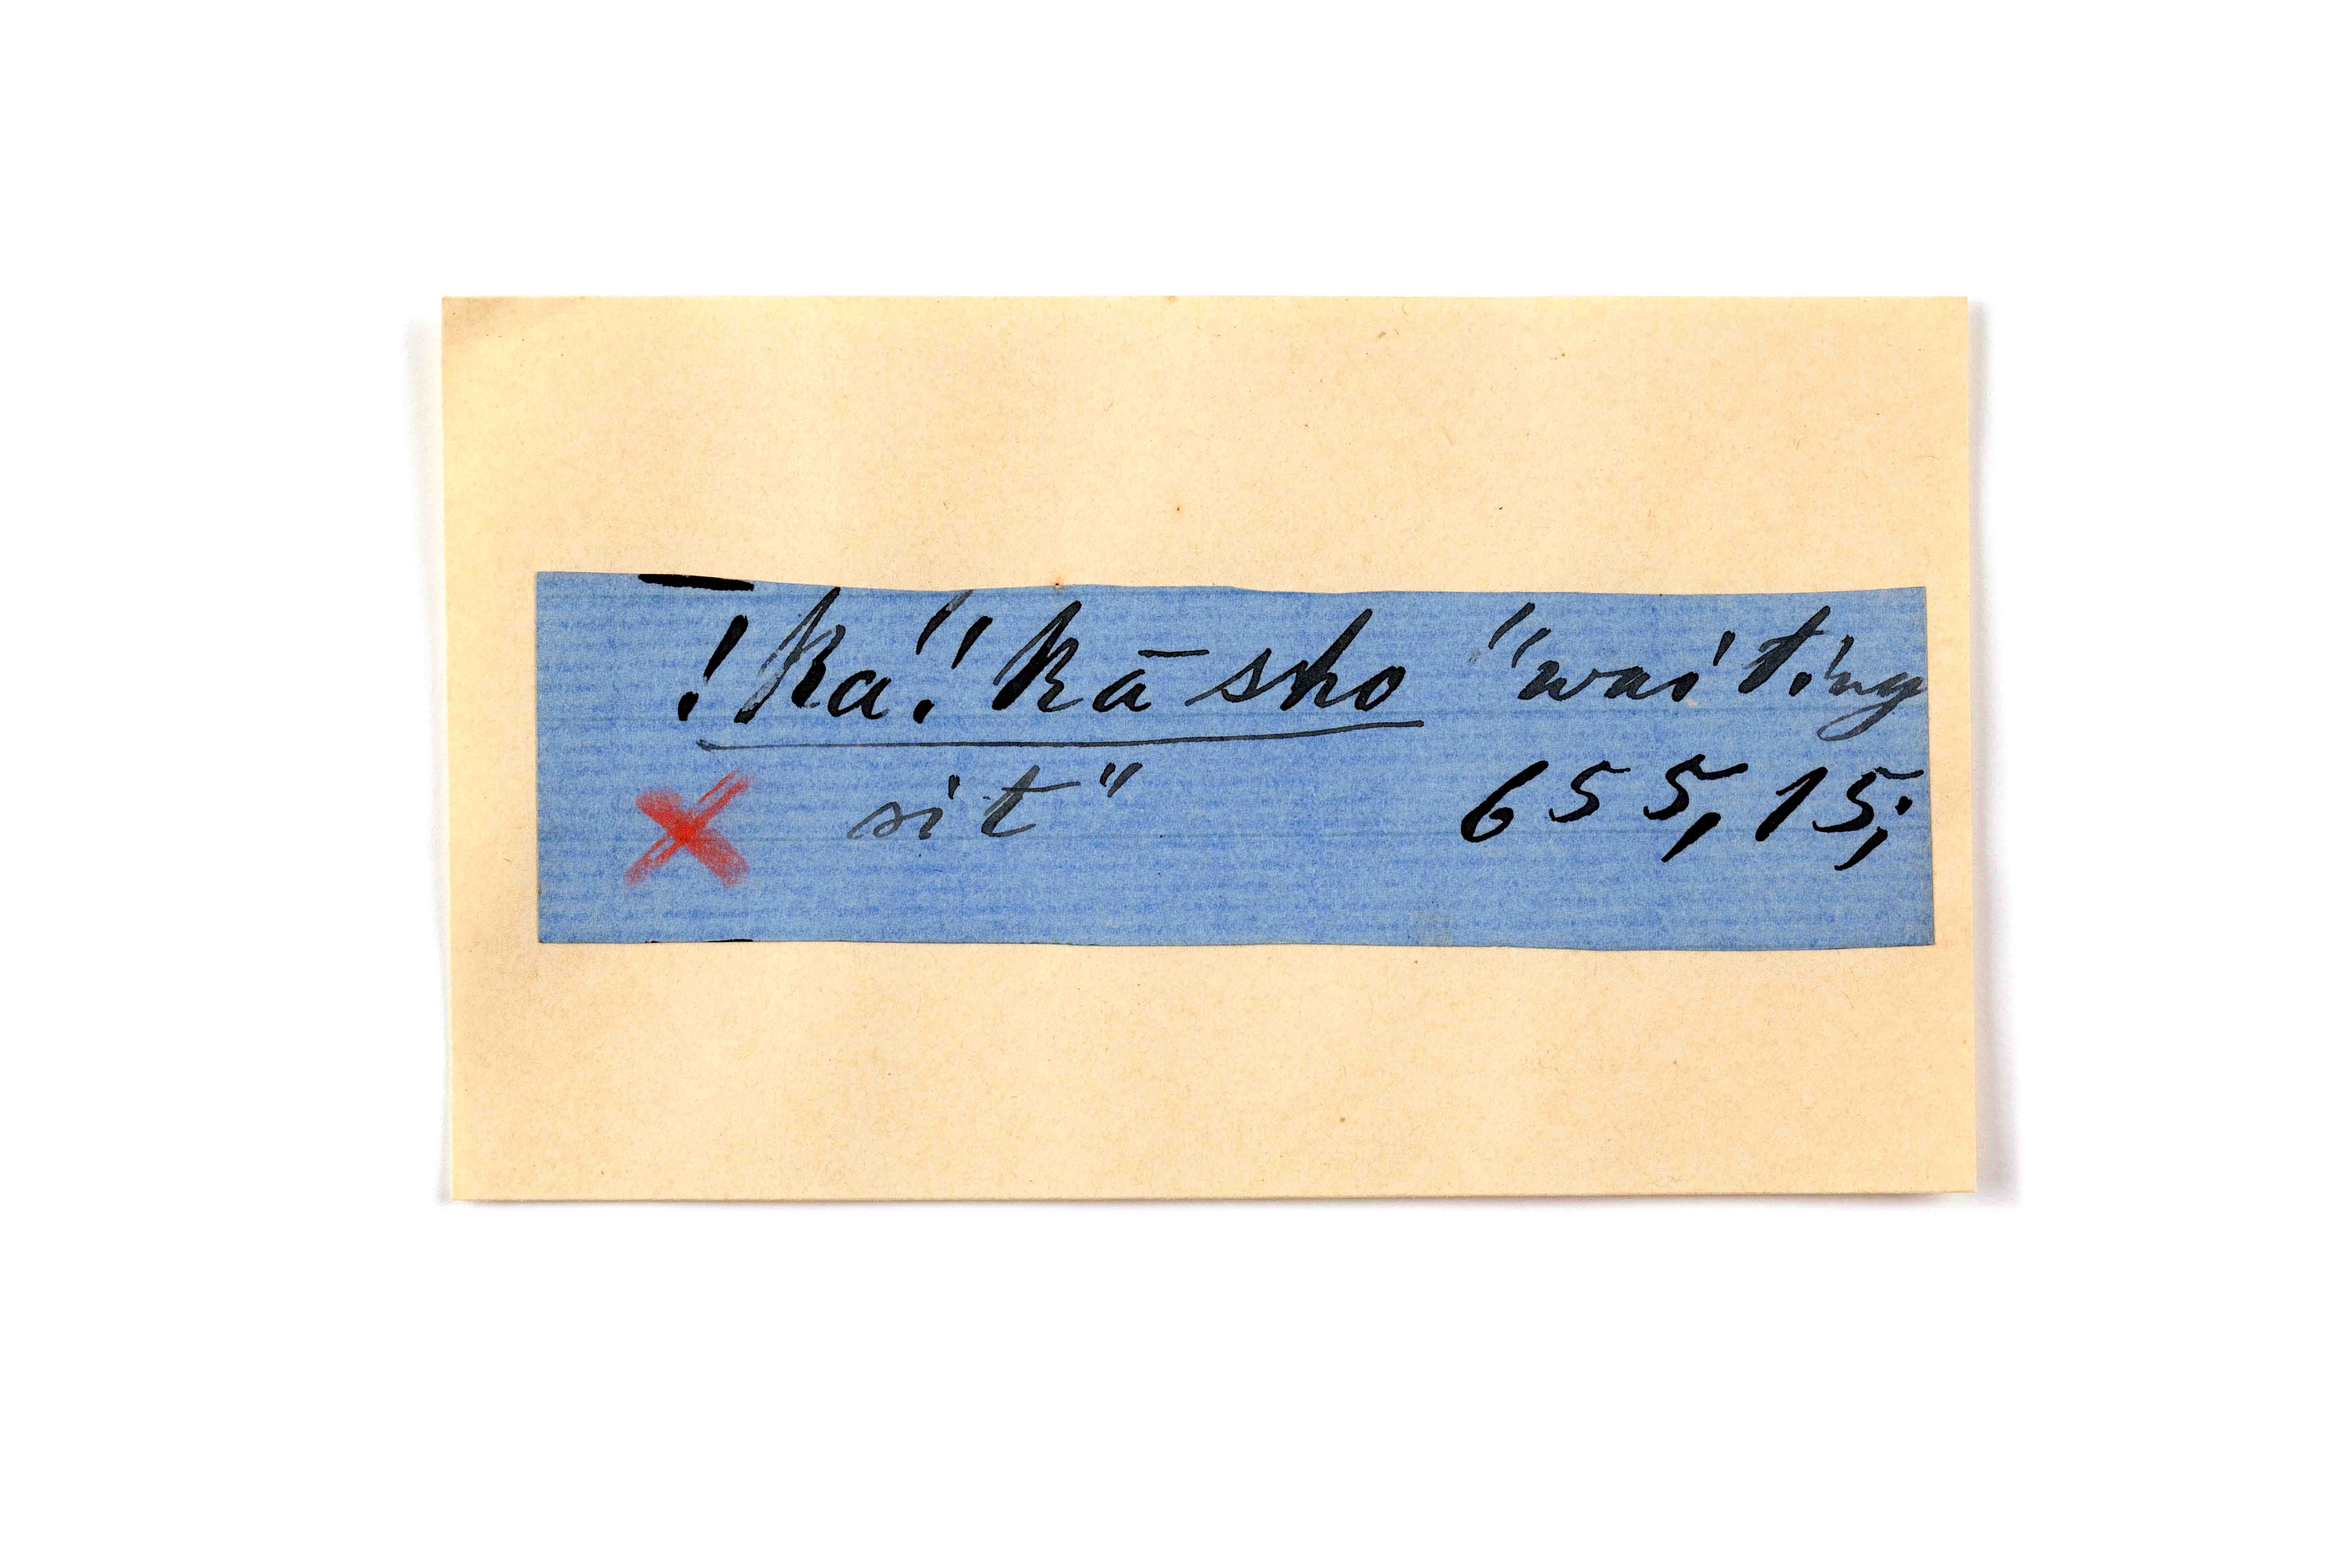 !ka!'kā sho "waiting
sit" 655,15;